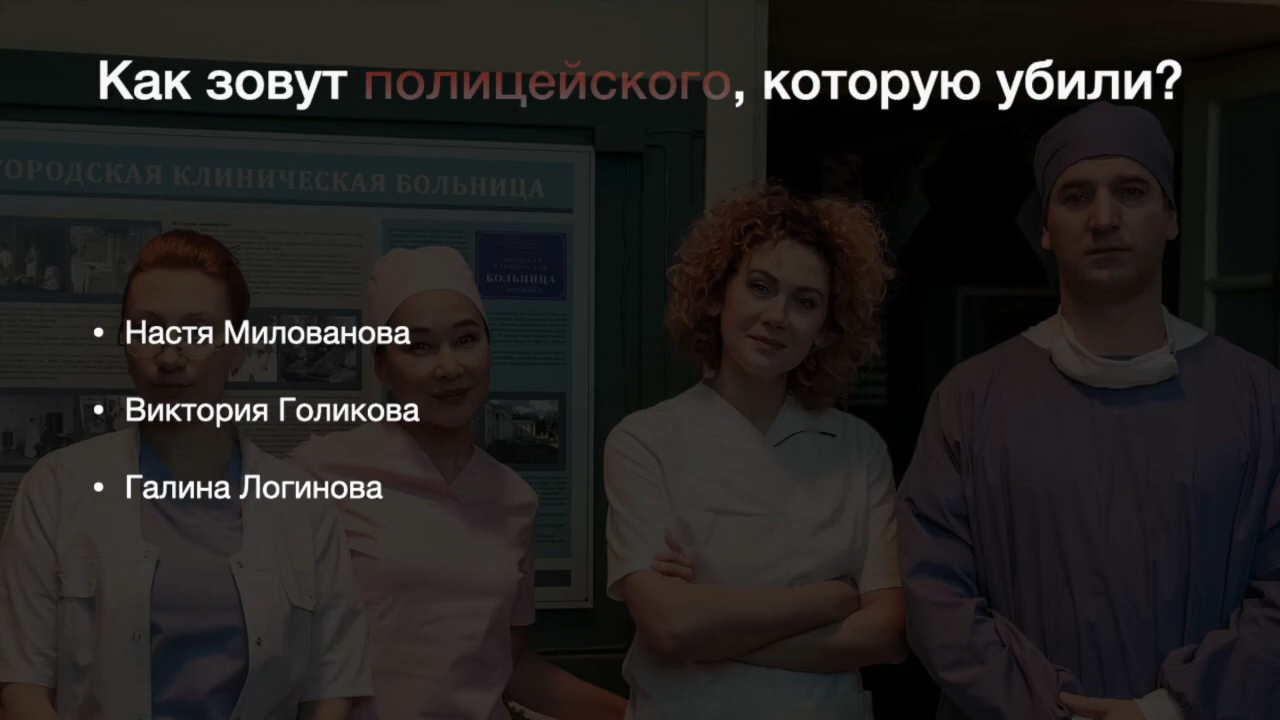 Как зовут полицейского, которую убили?
ГОРОДСКАЯ КЛИНИЧЕСКАЯ БОЛЬНИЦА
БОЛЬНИЦА
• Настя Милованова
• Виктория Голикова
• Галина Логинова